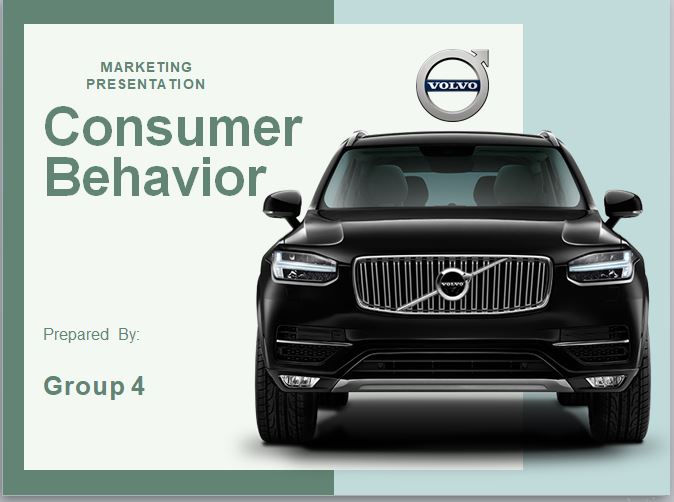 MARKETING
PRESENTATION
Consumer
Behavior
VOLVO
VOLVO
Prepared By:
Group 4